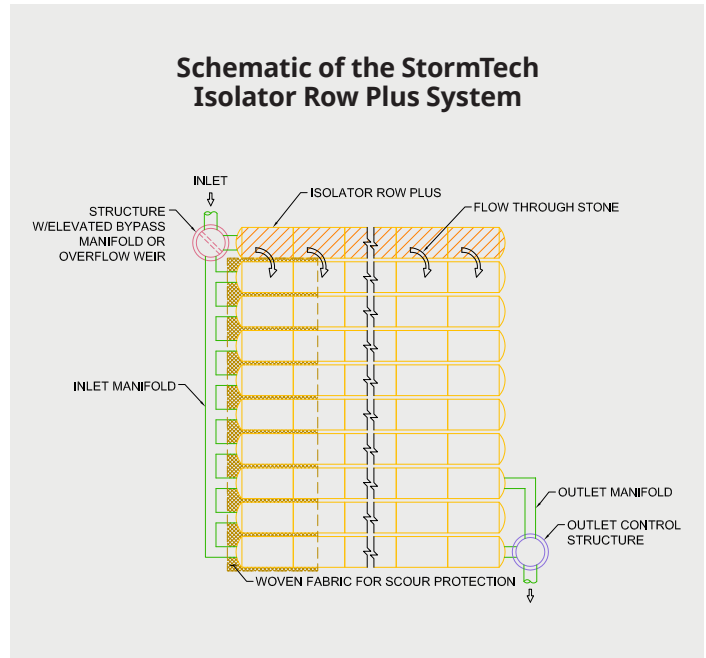 Schematic of the StormTech
Isolator Row Plus System
INLET
ISOLATOR ROW PLUS
FLOW THROUGH STONE
STRUCTURE
W/ELEVATED BYPASS
MANIFOLD OR
OVERFLOW WEIR
INLET MANIFOLD
OUTLET MANIFOLD
OUTLET CONTROL
STRUCTURE
WOVEN FABRIC FOR SCOUR PROTECTION